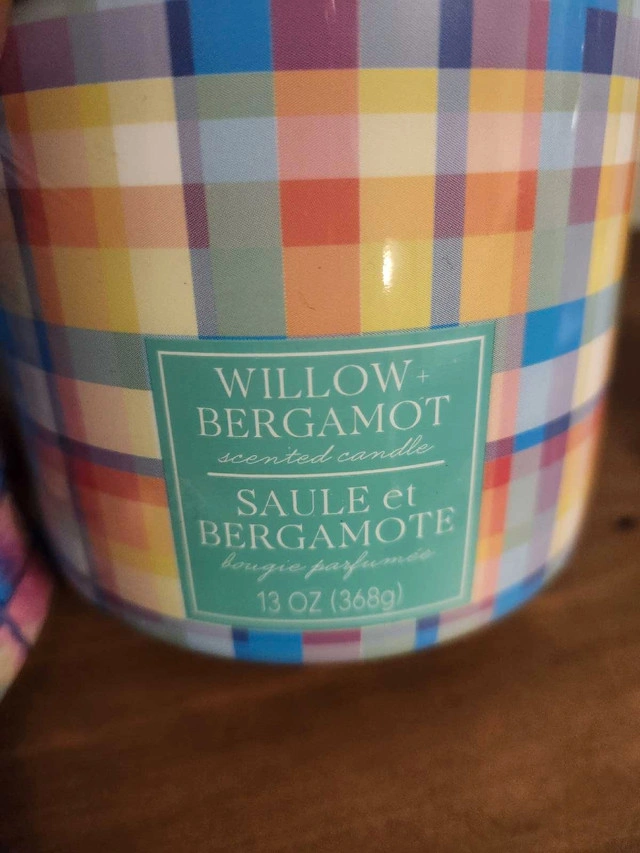 WILLOW +
BERGAMOT
scented candle
SAULE et
BERGAMOTE
bougie parfumée
13 OZ (368g)